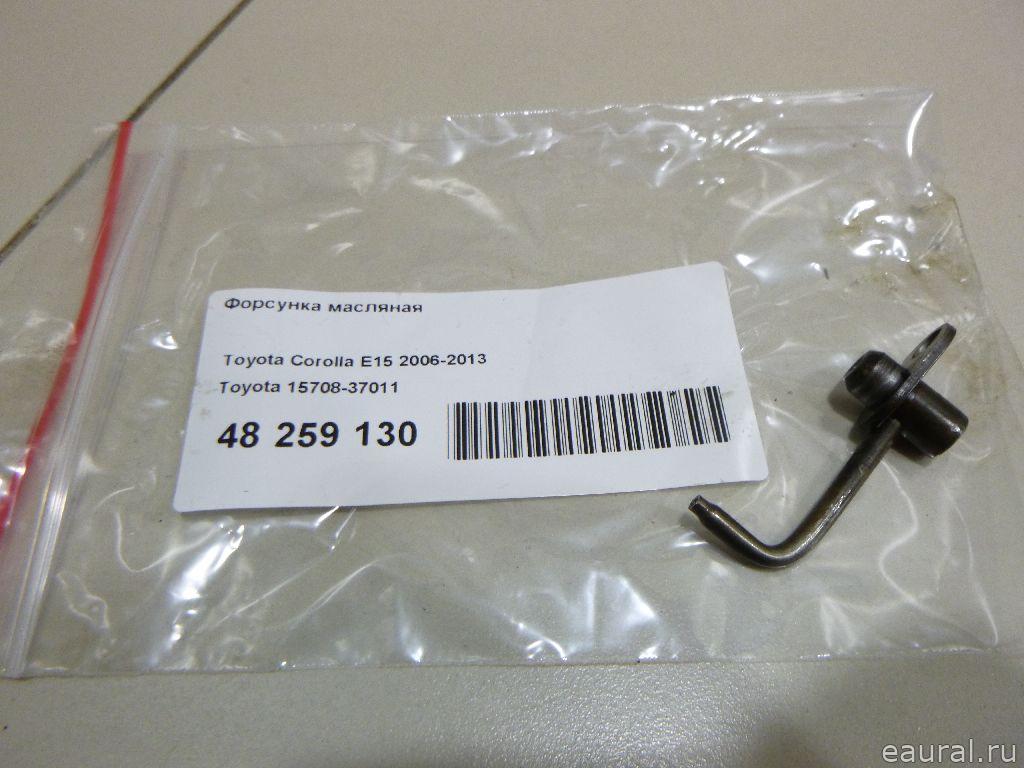 Форсунка масляная
Toyota Corolla E15 2006-2013
Toyota 15708-37011
48 259 130
eaural.ru